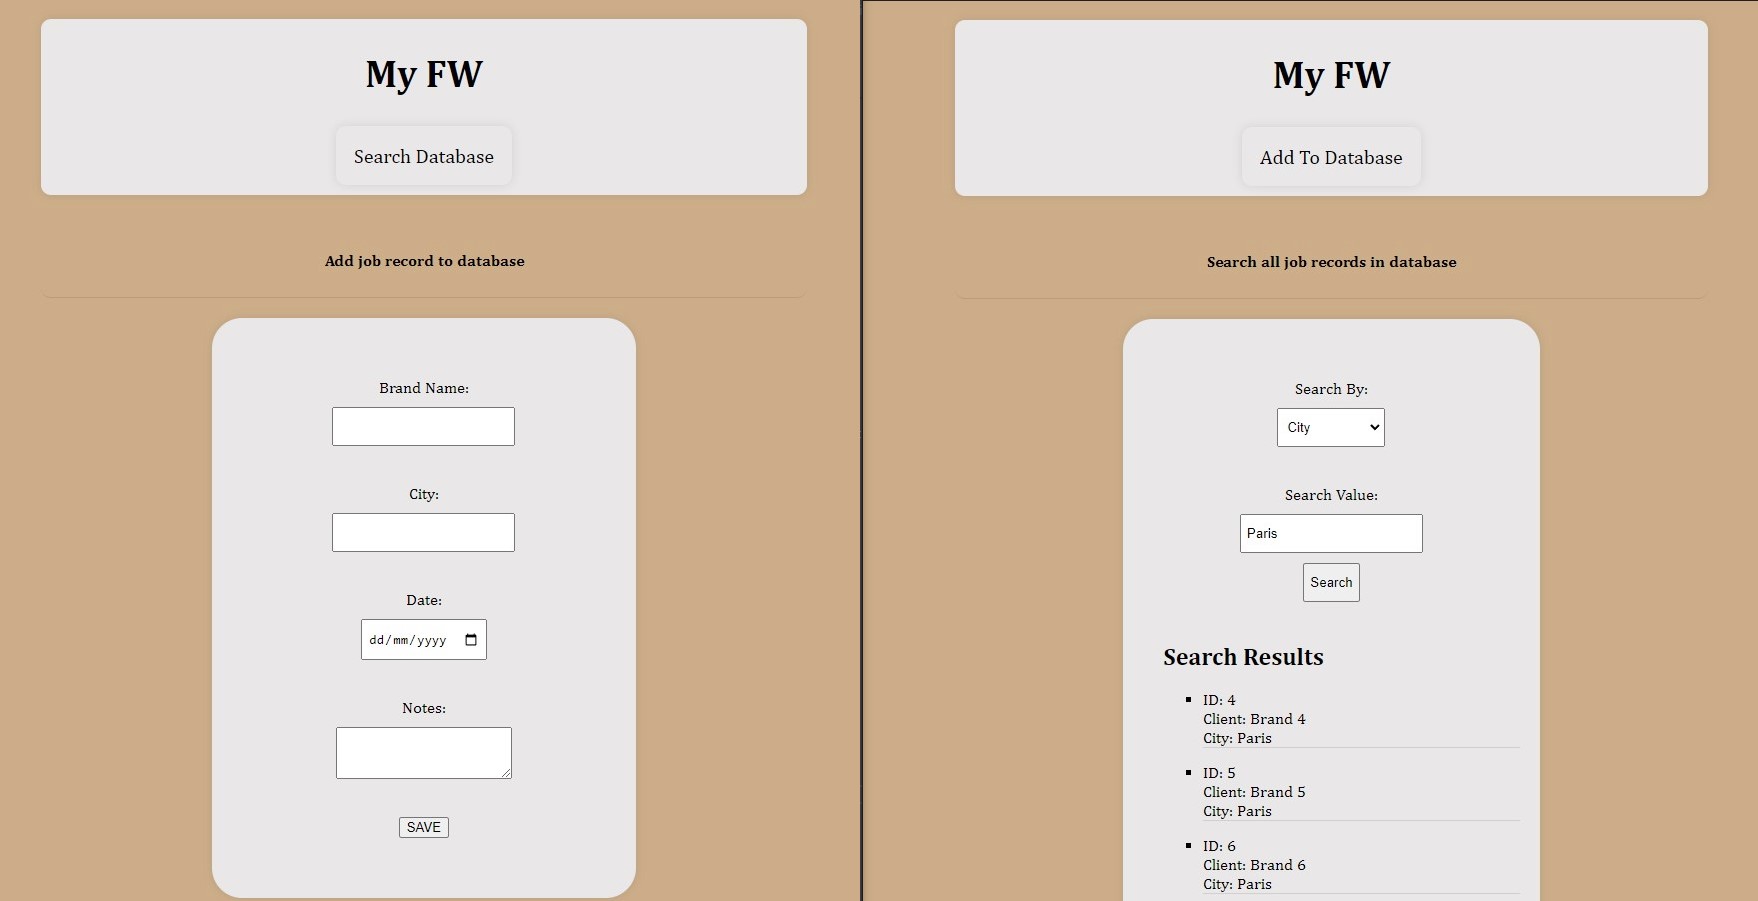 My FW
Search Database
Add job record to database
Brand Name:
City:
Date:
dd/mm/yyyy
Notes:
SAVE
My FW
Add To Database
Search all job records in database
Search By:
City
Search Value:
Paris
Search
Search Results
ID: 4
Client: Brand 4
City: Paris
ID: 5
Client: Brand 5
City: Paris
ID: 6
Client: Brand 6
City: Paris